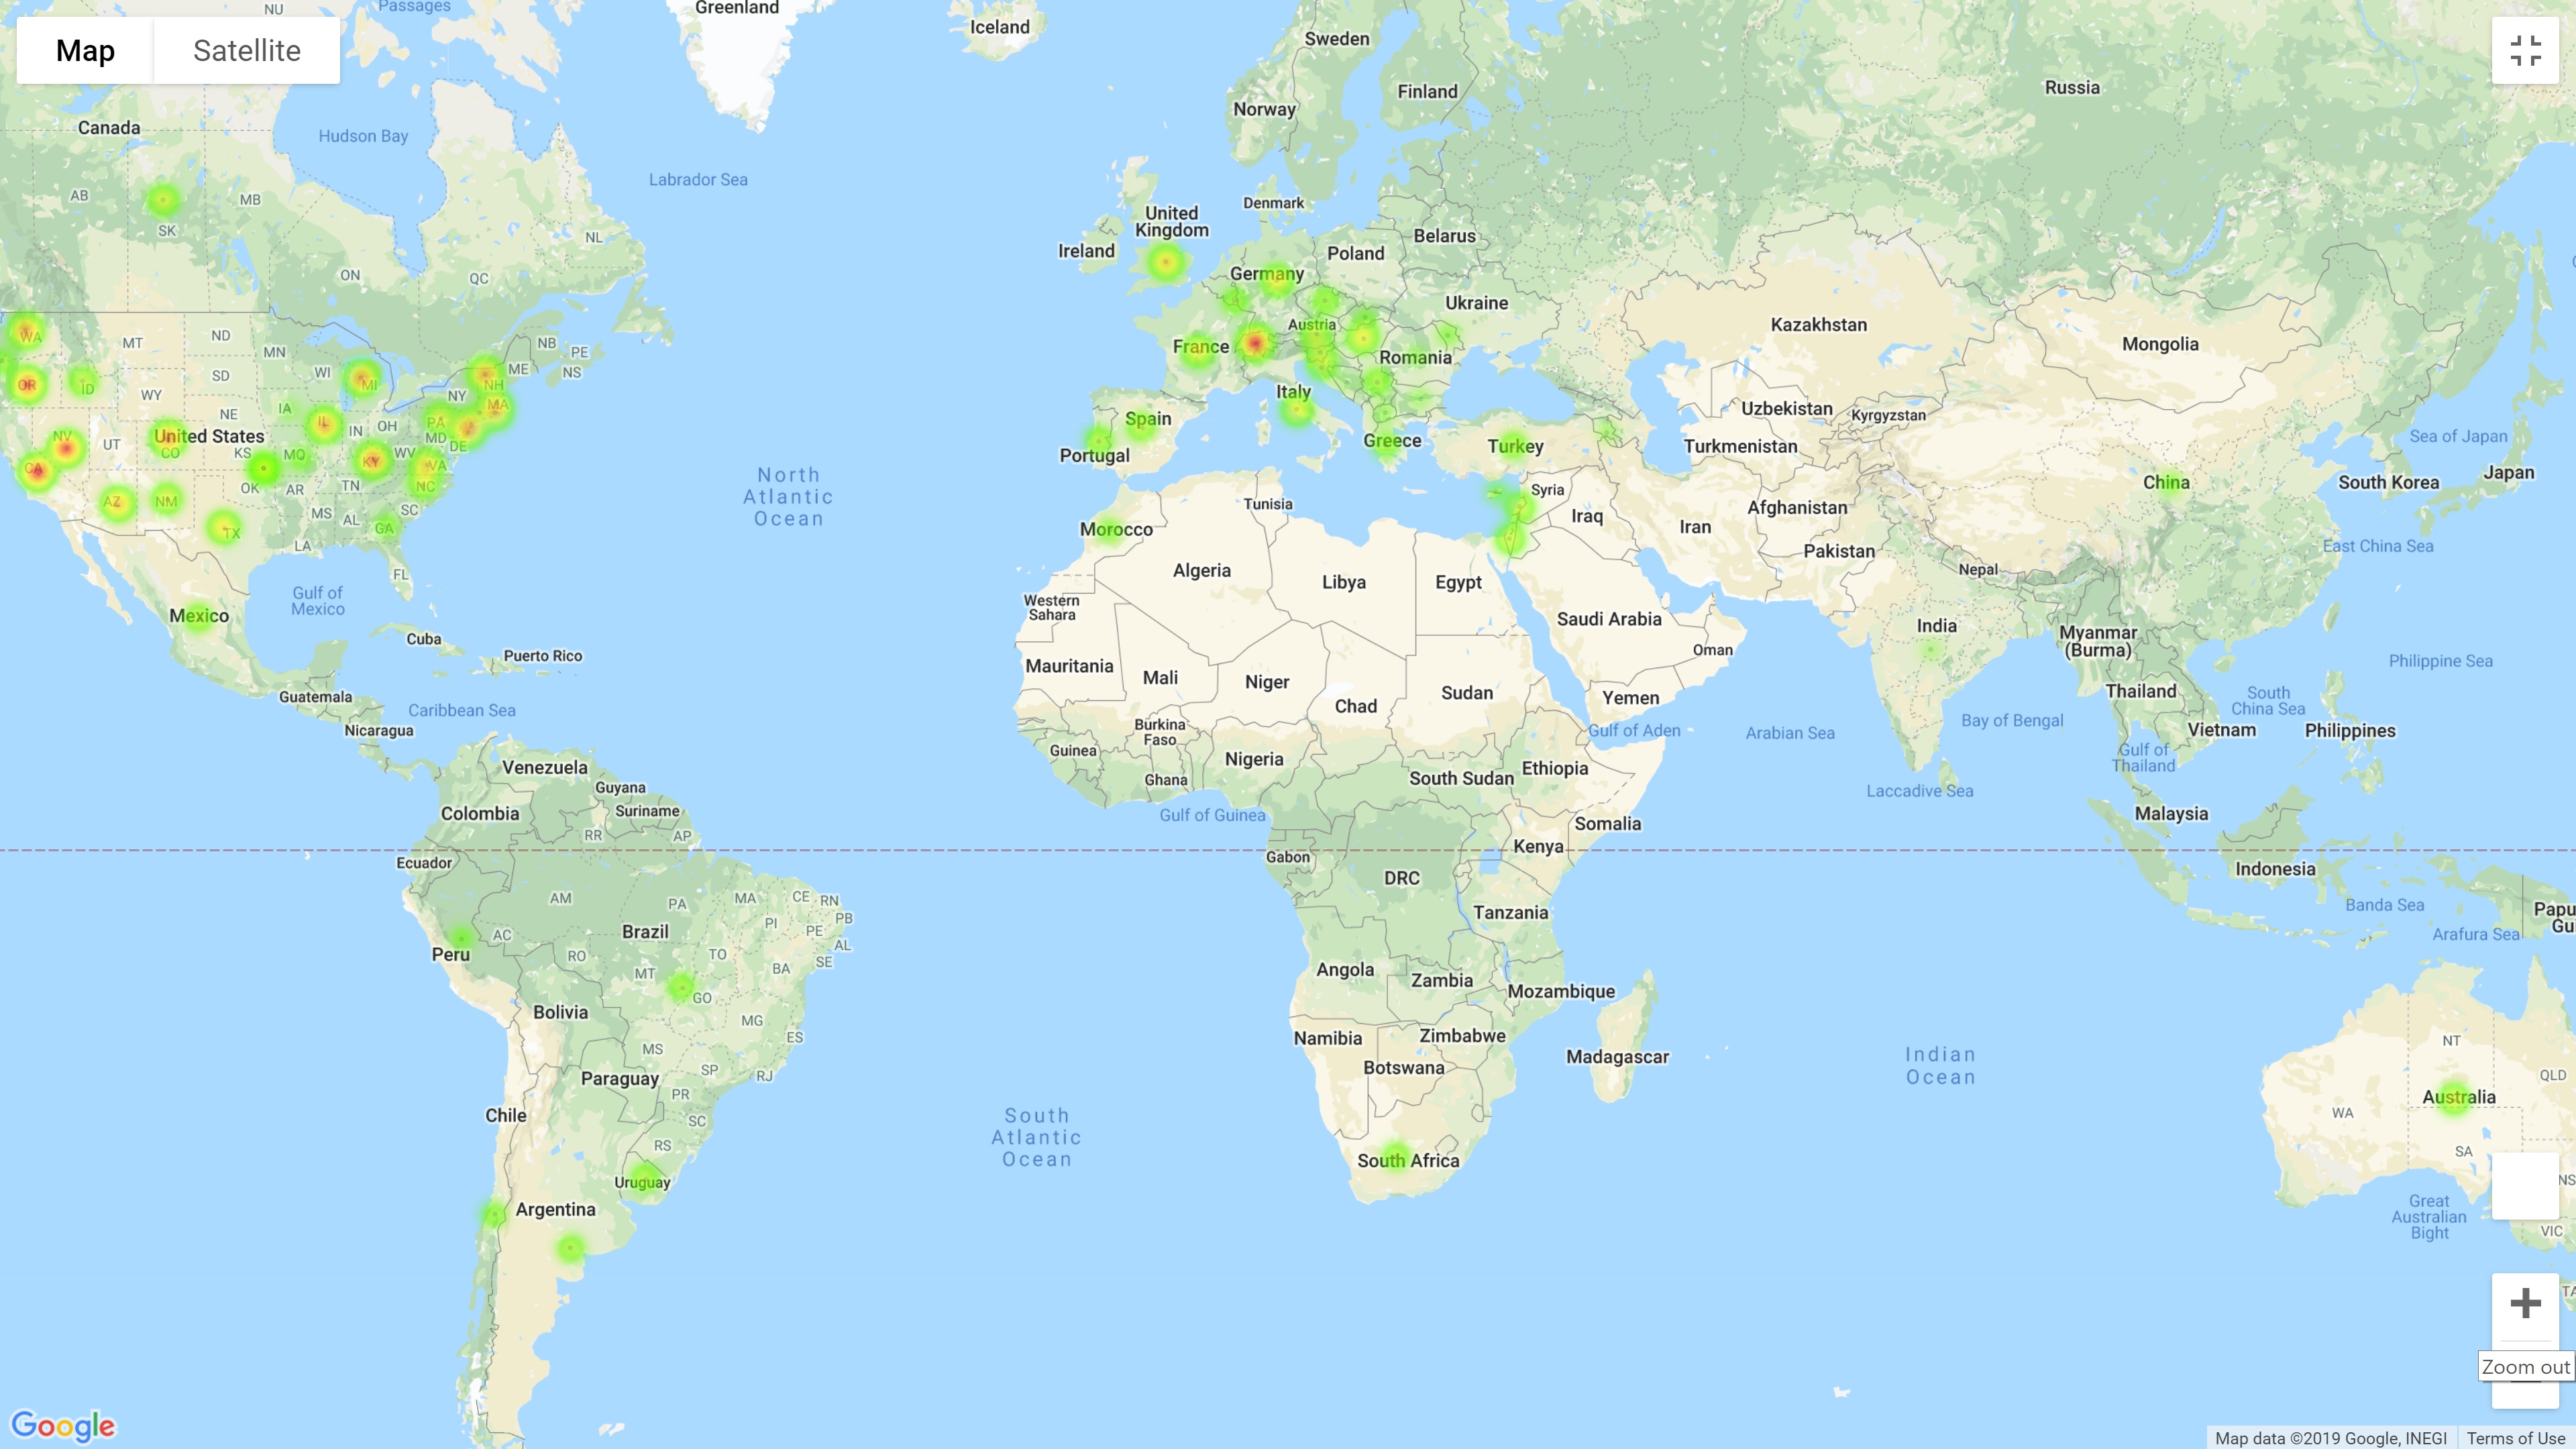 Map
Satellite
NU
Passages
Greenland
Iceland
Sweden
Finland
Norway
Russia
Canada
Hudson Bay
Labrador Sea
AB
MB
SK
NL
ON
QC
Denmark
United
Kingdom
Ireland
Belarus
Poland
Germany
Ukraine
Kazakhstan
Mongolia
WA
MT
ND
MN
NB
PE
NS
ME
Austria
France
Romania
OR
ID
SD
WI
MI
NH
WY
NY
MA
Italy
NE
IA
IL
IN
OH
PA
MD
DE
Spain
Portugal
Greece
Turkey
Uzbekistan
Kyrgyzstan
Turkmenistan
Sea of Japan
NV
UT
United States
CO
KS
MO
KY
WV
VA
CA
OK
AR
TN
NC
AZ
NM
MS
AL
SC
GA
TX
LA
FL
North
Atlantic
Ocean
Tunisia
Syria
Morocco
Iraq
Iran
Afghanistan
Pakistan
China
South Korea
Japan
East China Sea
Nepal
Gulf of
Mexico
Mexico
Cuba
Puerto Rico
Western
Sahara
Algeria
Libya
Egypt
Saudi Arabia
Oman
India
Myanmar
(Burma)
Philippine Sea
Guatemala
Caribbean Sea
Nicaragua
Mauritania
Mali
Niger
Chad
Sudan
Yemen
Gulf of Aden
Arabian Sea
Bay of Bengal
Thailand
South
China Sea
Vietnam
Philippines
Gulf of
Thailand
Burkina
Faso
Guinea
Ghana
Nigeria
South Sudan
Ethiopia
Laccadive Sea
Malaysia
Venezuela
Guyana
Suriname
Colombia
RR
AP
Gulf of Guinea
Somalia
Kenya
Gabon
Ecuador
DRC
Indonesia
Banda Sea
Papu
Gu
Arafura Sea
AM
PA
MA
CE
RN
PB
PI
PE
AL
SE
AC
Brazil
Peru
RO
MT
TO
BA
GO
Tanzania
Angola
Zambia
Mozambique
Bolivia
MG
ES
MS
SP
RJ
Paraguay
PR
SC
Namibia
Zimbabwe
Botswana
Madagascar
Indian
Ocean
NT
QLD
Australia
WA
SA
Chile
RS
South
Atlantic
Ocean
South Africa
Uruguay
Argentina
Great
Australian
Bight
NS
VIC
TA
Zoom out
Google
Map data ©2019 Google, INEGI
Terms of Use